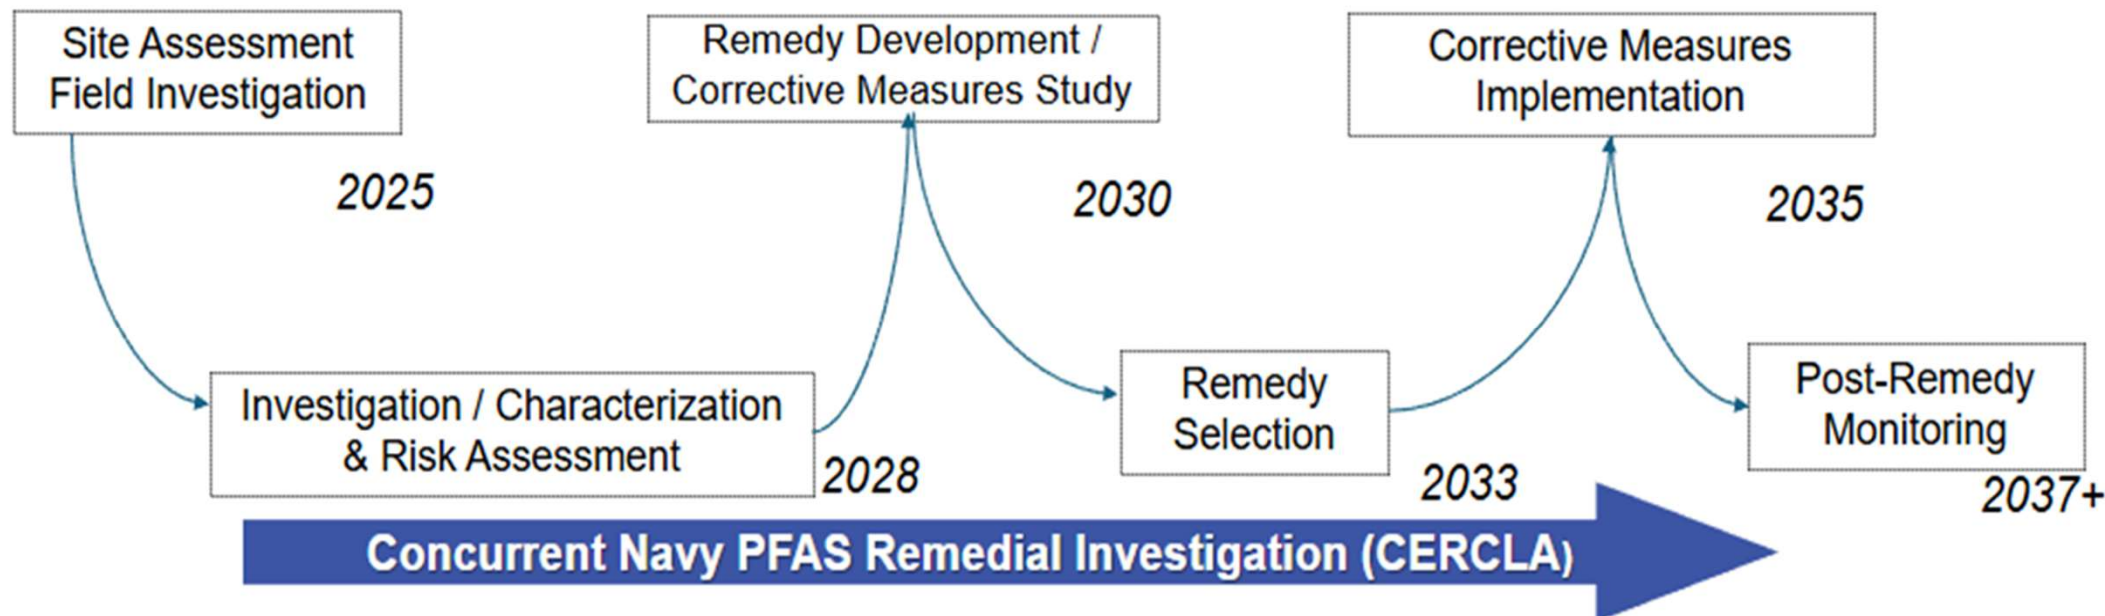 Site Assessment
Field Investigation
2025
Investigation / Characterization
& Risk Assessment
2028
Remedy Development /
Corrective Measures Study
2030
Remedy
Selection
2033
Corrective Measures
Implementation
2035
Post-Remedy
Monitoring
2037+
Concurrent Navy PFAS Remedial Investigation (CERCLA)